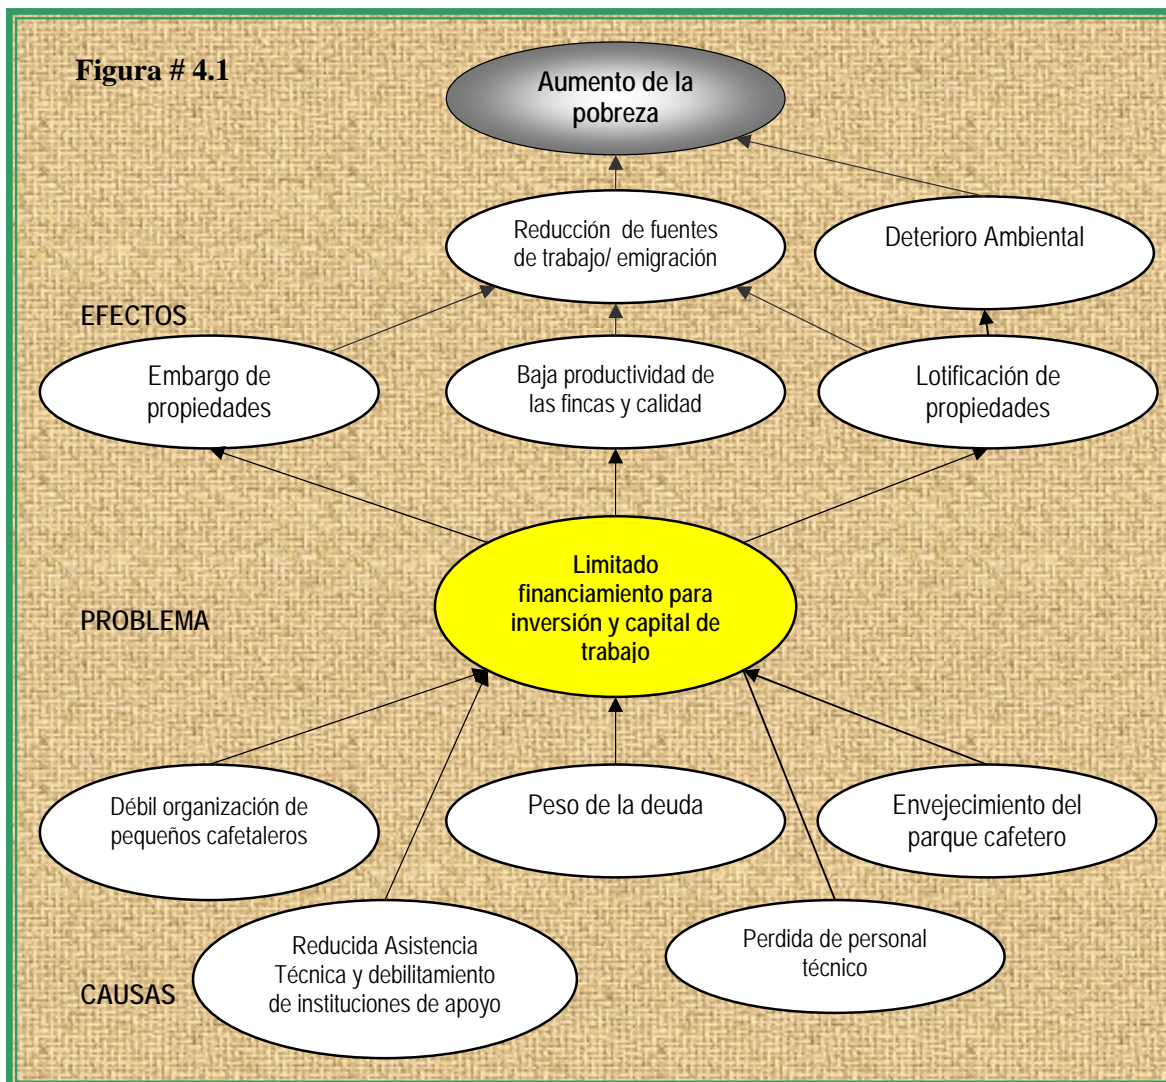 Figura # 4.1
Aumento de la
pobreza
Reducción de fuentes
de trabajo/ emigración
Deterioro Ambiental
EFECTOS
Embargo de
propiedades
Baja productividad de
las fincas y calidad
Lotificación de
propiedades
Limitado
financiamiento para
inversión y capital de
trabajo
PROBLEMA
Débil organización de
pequeños cafetaleros
Peso de la deuda
Envejecimiento del
parque cafetero
Reducida Asistencia
Técnica y debilitamiento
de instituciones de apoyo
Perdida de personal
técnico
CAUSAS